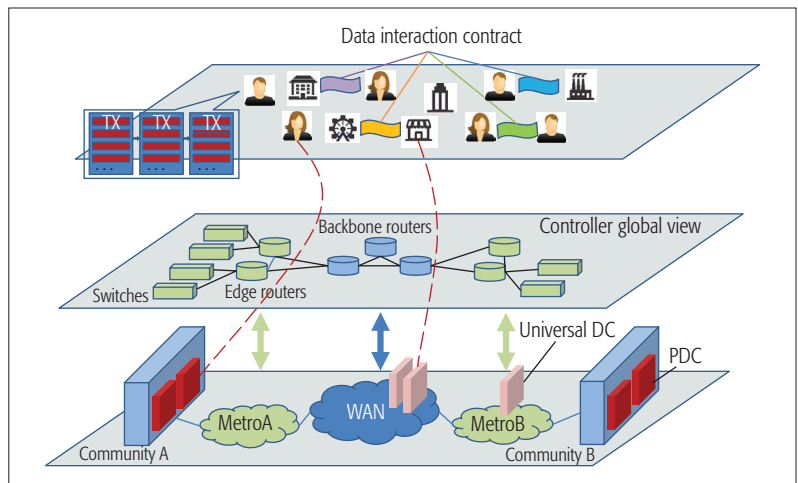 Data interaction contract
TX TX TX
Controller global view
Backbone routers
Switches
Edge routers
Universal DC
PDC
WAN
MetroA
MetroB
Community A
Community B